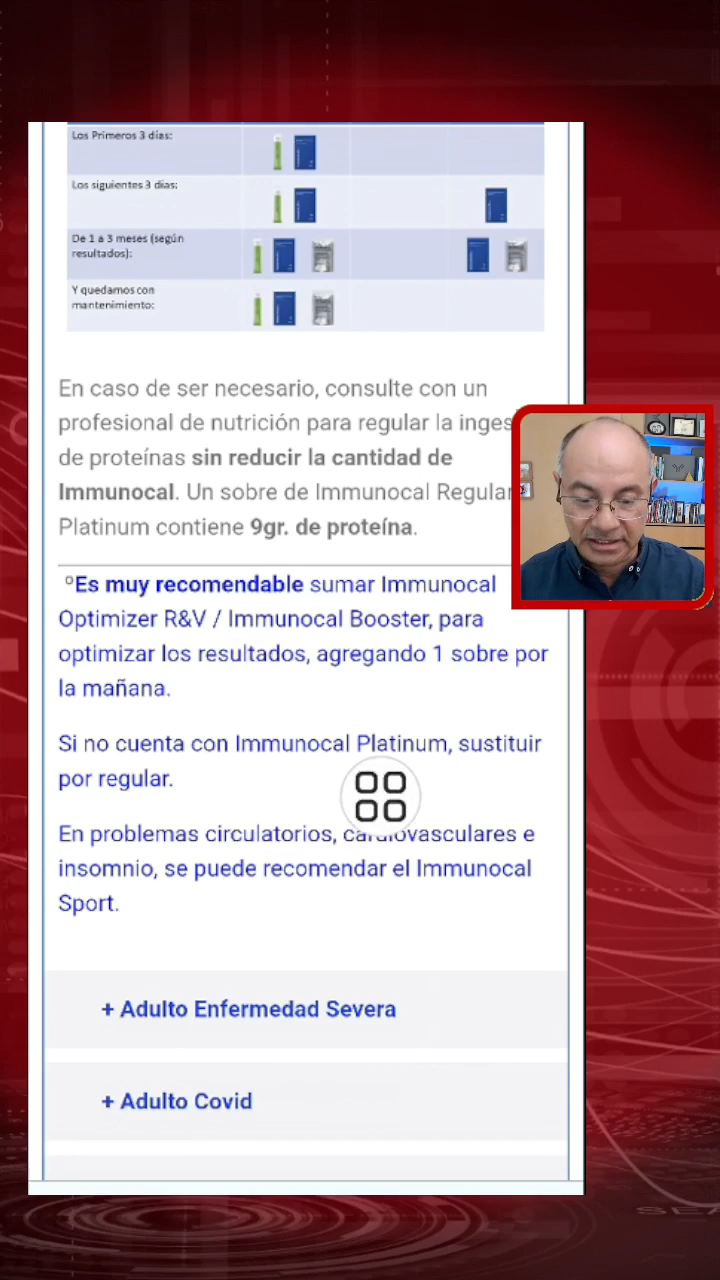 Los Primeros 3 días:
Los siguientes 3 días:
De 1 a 3 meses (según
resultados):
Y quedamos con
mantenimiento:
En caso de ser necesario, consulte con un
profesional de nutrición para regular la inges
de proteínas sin reducir la cantidad de
Immunocal. Un sobre de Immunocal Regular
Platinum contiene 9gr. de proteína.
°Es muy recomendable sumar Immunocal
Optimizer R&V / Immunocal Booster, para
optimizar los resultados, agregando 1 sobre por
la mañana.
Si no cuenta con Immunocal Platinum, sustituir
por regular.
En problemas circulatorios, cardiovasculares e
insomnio, se puede recomendar el Immunocal
Sport.
+ Adulto Enfermedad Severa
+ Adulto Covid